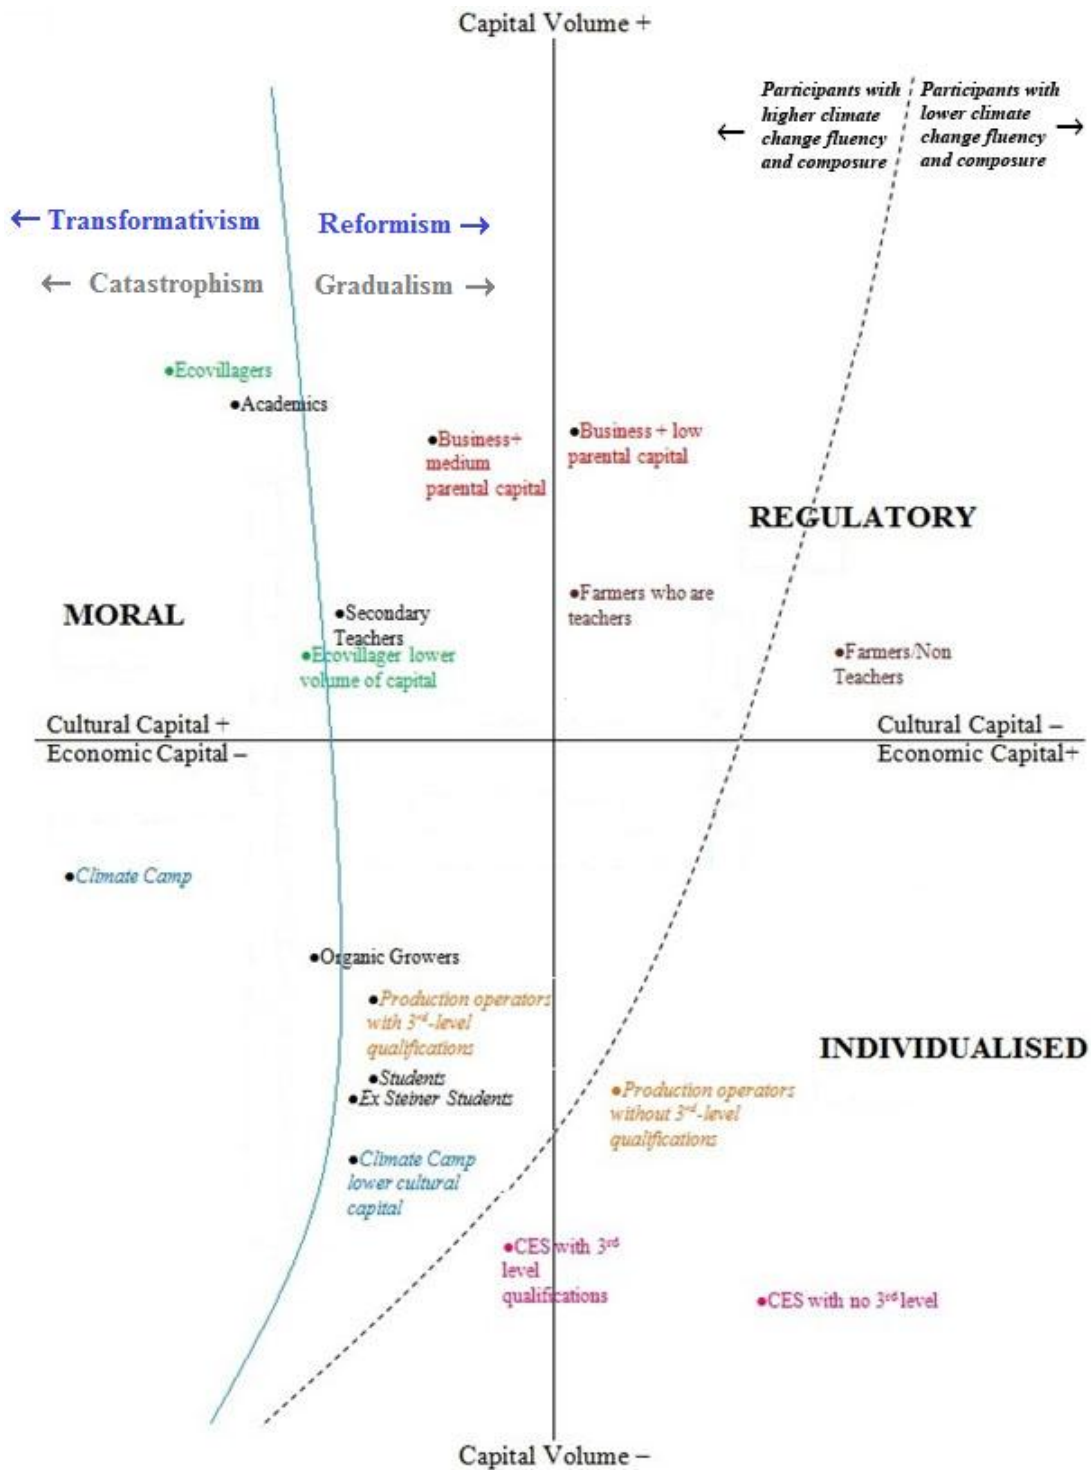 Capital Volume +
Participants with
higher climate
change fluency
and composure
Participants with
lower climate
change fluency
and composure
← →
← Transformativism
Reformism →
← Catastrophism
Gradualism →
•Ecovillagers
•Academics
•Business+
medium
parental capital
•Business + low
parental capital
REGULATORY
MORAL
•Secondary
Teachers
•Farmers who are
teachers
•Ecovillager lower
volume of capital
•Farmers/Non
Teachers
Cultural Capital +
Economic Capital –
Cultural Capital –
Economic Capital+
•Climate Camp
•Organic Growers
•Production operators
with 3rd-level
qualifications
INDIVIDUALISED
•Students
•Ex Steiner Students
•Production operators
without 3rd-level
qualifications
•Climate Camp
lower cultural
capital
•CES with 3rd
level
qualifications
•CES with no 3rd level
Capital Volume –